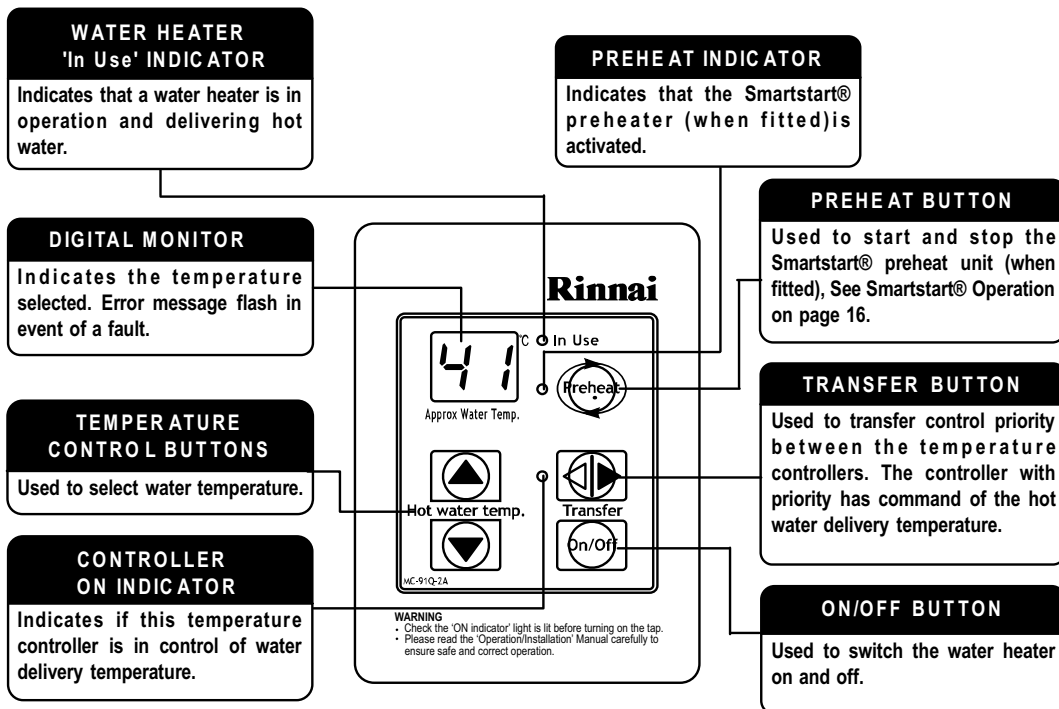 WATER HEATER
'In Use' INDICATOR
Indicates that a water heater is in
operation and delivering hot
water.
PREHEAT INDICATOR
Indicates that the Smartstart®
preheater (when fitted)is
activated.
DIGITAL MONITOR
Indicates the temperature
selected. Error message flash in
event of a fault.
PREHEAT BUTTON
Used to start and stop the
Smartstart® preheat unit (when
fitted), See Smartstart® Operation
on page 16.
TEMPERATURE
CONTROL BUTTONS
Used to select water temperature.
TRANSFER BUTTON
Used to transfer control priority
between the temperature
controllers. The controller with
priority has command of the hot
water delivery temperature.
CONTROLLER
ON INDICATOR
Indicates if this temperature
controller is in control of water
delivery temperature.
ON/OFF BUTTON
Used to switch the water heater
on and off.
Rinnai
41 °C In Use
Preheat
Approx Water Temp.
Hot water temp. Transfer
On/Off
MC-91Q-2A
WARNING
• Check the 'ON indicator' light is lit before turning on the tap.
• Please read the 'Operation/Installation' Manual carefully to
ensure safe and correct operation.